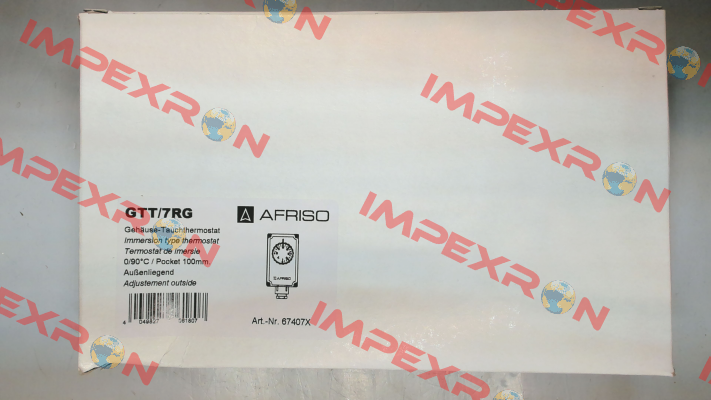 GTT/7RG
AFRISO
Gehäuse-Tauchthermostat
Immersion type thermostat
Termostat de imersie
0/90°C / Pocket 100mm
Außenliegend
Adjustement outside
AFRISO
Art.-Nr. 67407X
IMPEXRON
IMPEXRON
IMPEXRON
IMPEXRON
IMPEXRON
IMPEXRON